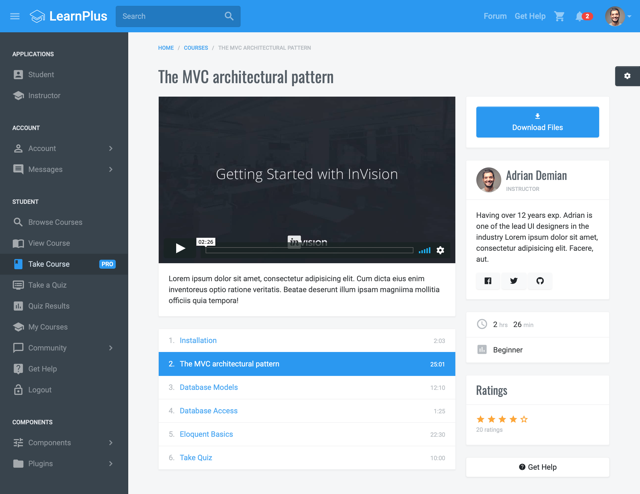 LearnPlus
Search
Forum
Get Help
2
APPLICATIONS
Student
Instructor
ACCOUNT
Account
Messages
STUDENT
Browse Courses
View Course
Take Course
PRO
Take a Quiz
Quiz Results
My Courses
Community
Get Help
Logout
COMPONENTS
Components
Plugins
HOME / COURSES / THE MVC ARCHITECTURAL PATTERN
The MVC architectural pattern
Getting Started with InVision
02:26
invision
Lorem ipsum dolor sit amet, consectetur adipisicing elit. Cum dicta eius enim
inventoreos optio ratione veritatis. Beatae deserunt illum ipsam magniima mollitia
officiis quia tempora!
1. Installation 2:03
2. The MVC architectural pattern 25:01
3. Database Models 12:10
4. Database Access 1:25
5. Eloquent Basics 22:30
6. Take Quiz 10:00
Download Files
Adrian Demian
INSTRUCTOR
Having over 12 years exp. Adrian is
one of the lead UI designers in the
industry Lorem ipsum dolor sit amet,
consectetur adipisicing elit. Facere,
aut.
2 hrs 26 min
Beginner
Ratings
20 ratings
Get Help